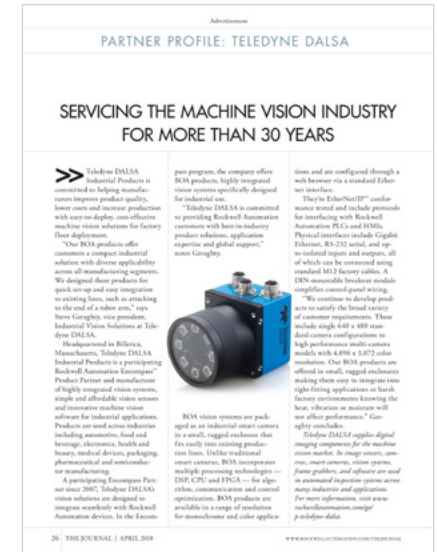 Advertisement
PARTNER PROFILE: TELEDYNE DALSA
SERVICING THE MACHINE VISION INDUSTRY
FOR MORE THAN 30 YEARS
>> Teledyne DALSA
Industrial Products is
committed to helping manufac-
turers improve product quality,
lower costs and increase production
with easy-to-deploy, cost-effective
machine vision solutions for factory
floor deployment.
"Our BOA products offer
customers a compact industrial
solution with diverse applicability
across all manufacturing segments.
We designed these products for
quick set-up and easy integration
to existing lines, such as attaching
to the end of a robot arm," says
Steve Geraghty, vice president,
Industrial Vision Solutions at Tele-
dyne DALSA.
Headquartered in Billerica,
Massachusetts, Teledyne DALSA
Industrial Products is a participating
Rockwell Automation Encompass™
Product Partner and manufacturer
of highly integrated vision systems,
simple and affordable vision sensors
and innovative machine vision
software for industrial applications.
Products are used across industries
including automotive, food and
beverage, electronics, health and
beauty, medical devices, packaging,
pharmaceutical and semiconduc-
tor manufacturing.
A participating Encompass Part-
ner since 2007, Teledyne DALSA's
vision solutions are designed to
integrate seamlessly with Rockwell
Automation devices. In the Encom-
pass program, the company offers
BOA products, highly integrated
vision systems specifically designed
for industrial use.
"Teledyne DALSA is committed
to providing Rockwell Automation
customers with best-in-industry
product solutions, application
expertise and global support,"
notes Geraghty.
BOA vision systems are pack-
aged as an industrial smart camera
in a small, rugged enclosure that
fits easily into existing produc-
tion lines. Unlike traditional
smart cameras, BOA incorporates
multiple processing technologies —
DSP, CPU and FPGA — for algo-
rithm, communication and control
optimization. BOA products are
available in a range of resolution
for monochrome and color applica-
tions and are configured through a
web browser via a standard Ether-
net interface.
They're EtherNet/IP™ confor-
mance tested and include protocols
for interfacing with Rockwell
Automation PLCs and HMIs.
Physical interfaces include Gigabit
Ethernet, RS-232 serial, and op-
to-isolated inputs and outputs, all
of which can be connected using
standard M12 factory cables. A
DIN-mountable breakout module
simplifies control-panel wiring.
"We continue to develop prod-
ucts to satisfy the broad variety
of customer requirements. These
include single 640 x 480 stan-
dard camera configurations to
high performance multi-camera
models with 4,096 x 3,072 color
resolution. Our BOA products are
offered in small, rugged enclosures
making them easy to integrate into
tight-fitting applications or harsh
factory environments knowing the
heat, vibration or moisture will
not affect performance." Ger-
aghty concludes.
Teledyne DALSA supplies digital
imaging components for the machine
vision market. Its image sensors, cam-
eras, smart cameras, vision systems,
frame grabbers, and software are used
in automated inspection systems across
many industries and applications.
For more information, visit www.
rockwellautomation.com/go/
p-teledyne-dalsa.
26 THE JOURNAL | APRIL 2018
WWW.ROCKWELLAUTOMATION.COM/THEJOURNAL